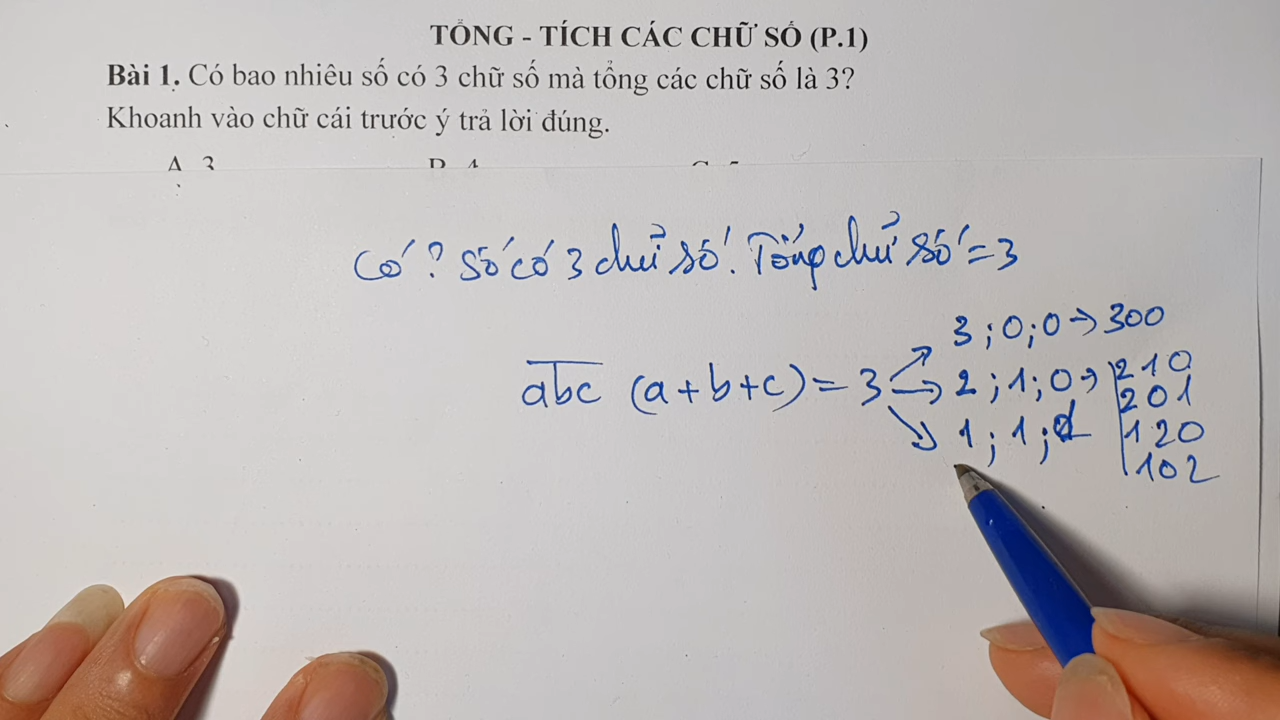 TỔNG - TÍCH CÁC CHỮ SỐ (P.1)
Bài 1. Có bao nhiêu số có 3 chữ số mà tổng các chữ số là 3?
Khoanh vào chữ cái trước ý trả lời đúng.
A 3
Có ? số có 3 chữ số. Tổng chữ số = 3
3 ; 0 ; 0 → 300
abc (a + b + c) = 3
2 ; 1 ; 0 →
210
201
120
102
1 ; 1 ; 1